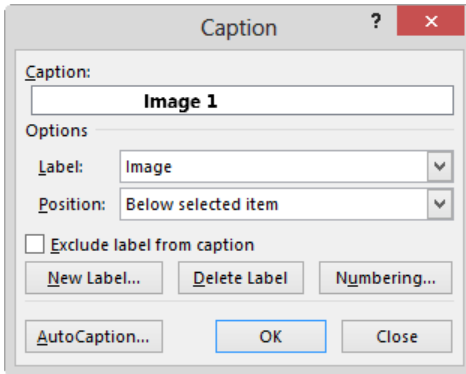 Caption ? ×
Caption:
Image 1
Options
Label: Image
Position: Below selected item
Exclude label from caption
New Label... Delete Label Numbering...
AutoCaption... OK Close